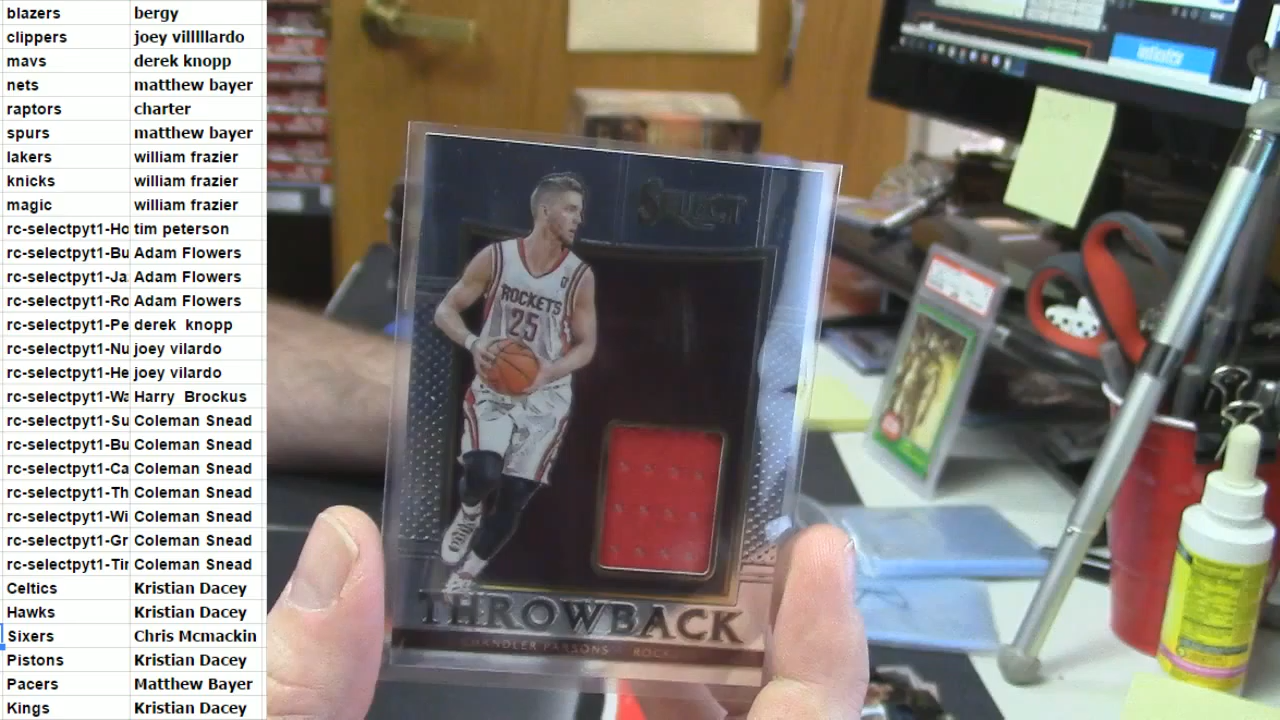 blazers bergy
clippers joey villlllardo
mavs derek knopp
nets matthew bayer
raptors charter
spurs matthew bayer
lakers william frazier
knicks william frazier
magic william frazier
rc-selectpyt1-Ho tim peterson
rc-selectpyt1-Bu Adam Flowers
rc-selectpyt1-Ja Adam Flowers
rc-selectpyt1-Ro Adam Flowers
rc-selectpyt1-Pe derek knopp
rc-selectpyt1-Nu joey vilardo
rc-selectpyt1-He joey vilardo
rc-selectpyt1-Wa Harry Brockus
rc-selectpyt1-Su Coleman Snead
rc-selectpyt1-Bu Coleman Snead
rc-selectpyt1-Ca Coleman Snead
rc-selectpyt1-Th Coleman Snead
rc-selectpyt1-Wi Coleman Snead
rc-selectpyt1-Gr Coleman Snead
rc-selectpyt1-Tir Coleman Snead
Celtics Kristian Dacey
Hawks Kristian Dacey
Sixers Chris Mcmackin
Pistons Kristian Dacey
Pacers Matthew Bayer
Kings Kristian Dacey
SELECT
ROCKETS
25
THROWBACK
CHANDLER PARSONS ROCK